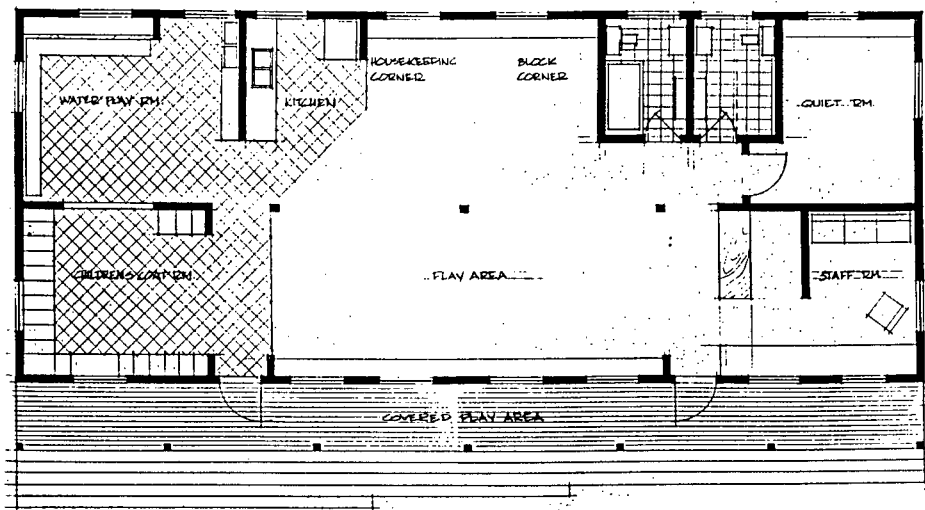 HOUSEKEEPING
CORNER
BLOCK
CORNER
WATER PLAY RM.
KITCHEN
QUIET RM.
CHILDRENS COAT RM.
PLAY AREA
STAFF RM.
COVERED PLAY AREA